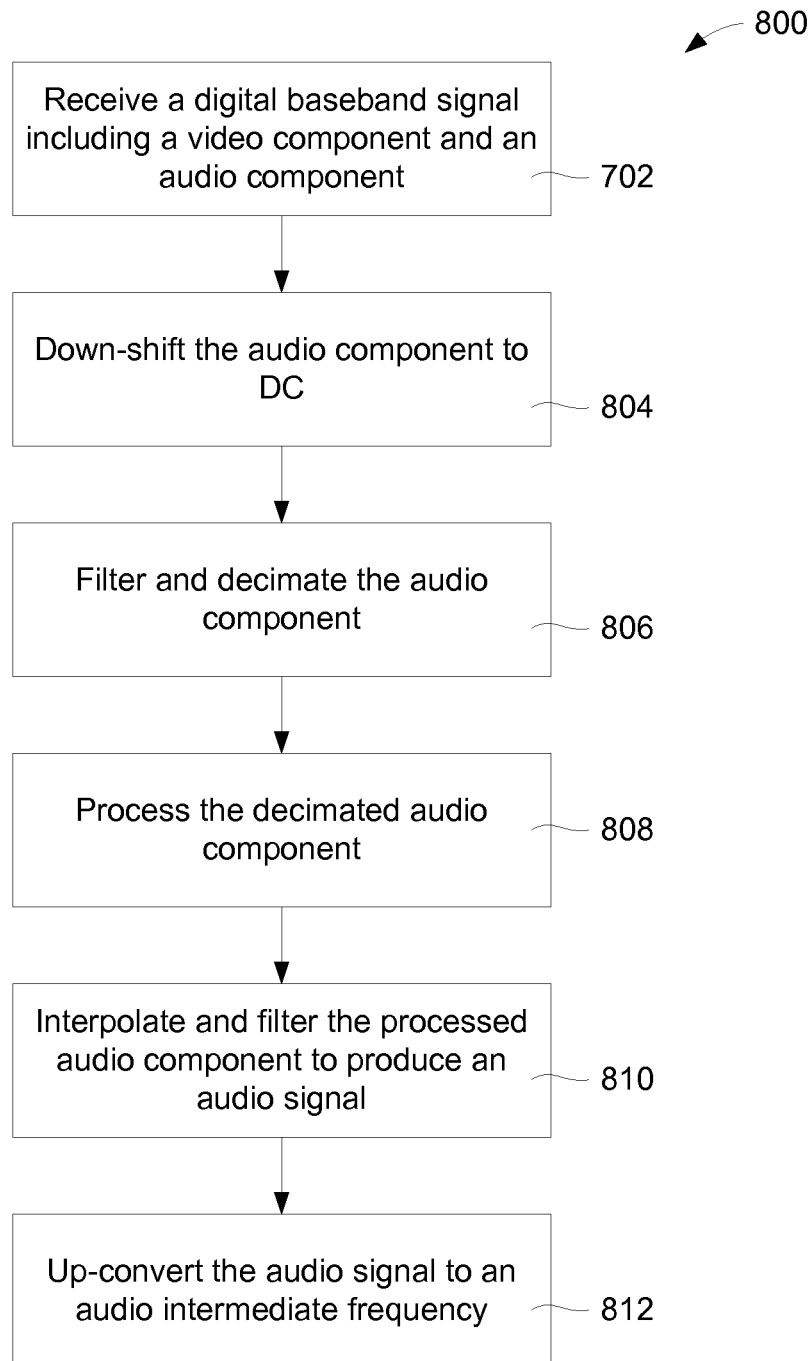 800
Receive a digital baseband signal
including a video component and an
audio component
702
Down-shift the audio component to
DC
804
Filter and decimate the audio
component
806
Process the decimated audio
component
808
Interpolate and filter the processed
audio component to produce an
audio signal
810
Up-convert the audio signal to an
audio intermediate frequency
812